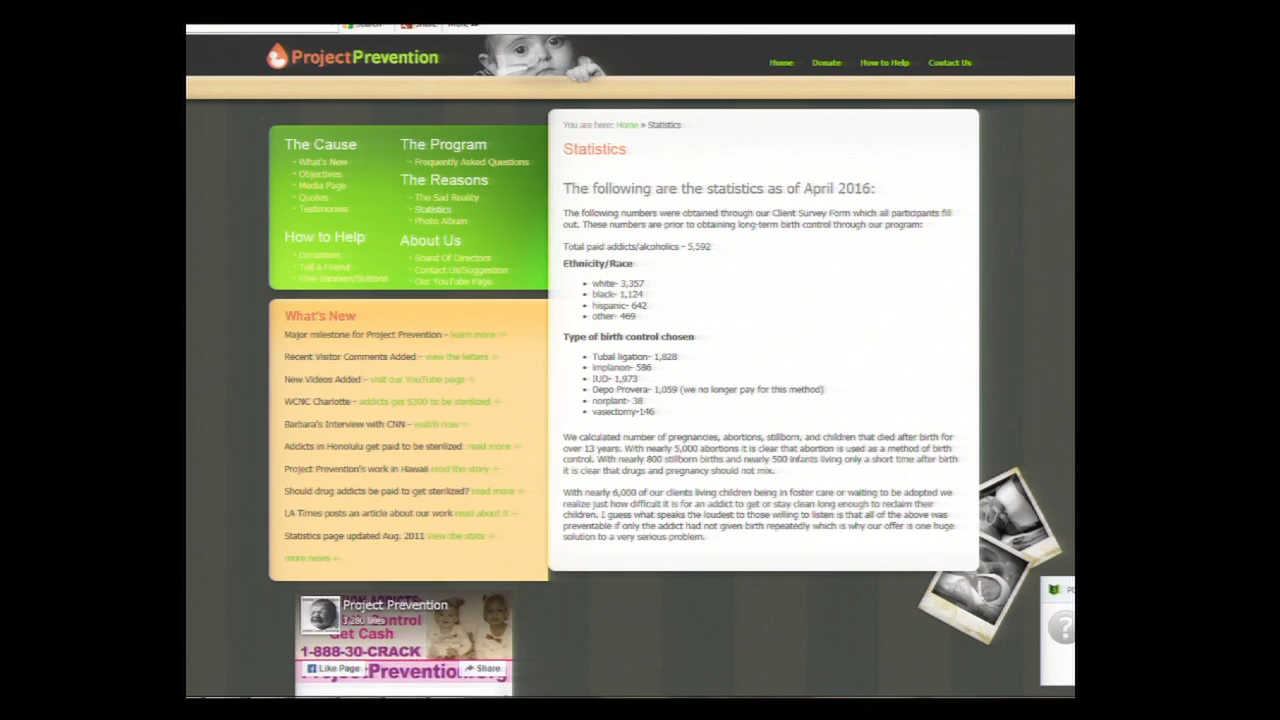 Search
Share
More
ProjectPrevention
Home
Donate
How to Help
Contact Us
The Cause
What's New
Objectives
Media Page
Quotes
Testimonies
How to Help
Donations
Tell a Friend
Free Banners/Buttons
The Program
Frequently Asked Questions
The Reasons
The Sad Reality
Statistics
Photo Album
About Us
Board Of Directors
Contact Us/Suggestion
Our YouTube Page
What's New
Major milestone for Project Prevention - learn more
Recent Visitor Comments Added - view the letters
New Videos Added - visit our YouTube page
WCNC Charlotte - addicts get $300 to be sterilized
Barbara's Interview with CNN - watch now
Addicts in Honolulu get paid to be sterilized read more
Project Prevention's work in Hawaii read the story
Should drug addicts be paid to get sterilized? read more
LA Times posts an article about our work read about it
Statistics page updated Aug. 2011 view the stats
more news
You are here: Home » Statistics
Statistics
The following are the statistics as of April 2016:
The following numbers were obtained through our Client Survey Form which all participants fill
out. These numbers are prior to obtaining long-term birth control through our program:
Total paid addicts/alcoholics - 5,592
Ethnicity/Race
• white- 3,357
• black- 1,124
• hispanic- 642
• other- 469
Type of birth control chosen
• Tubal ligation- 1,828
• implanon- 586
• IUD- 1,973
• Depo Provera- 1,059 (we no longer pay for this method)
• norplant- 38
• vasectomy-146
We calculated number of pregnancies, abortions, stillborn, and children that died after birth for
over 13 years. With nearly 5,000 abortions it is clear that abortion is used as a method of birth
control. With nearly 800 stillborn births and nearly 500 infants living only a short time after birth
it is clear that drugs and pregnancy should not mix.
With nearly 6,000 of our clients living children being in foster care or waiting to be adopted we
realize just how difficult it is for an addict to get or stay clean long enough to reclaim their
children. I guess what speaks the loudest to those willing to listen is that all of the above was
preventable if only the addict had not given birth repeatedly which is why our offer is one huge
solution to a very serious problem.
Project Prevention
3,280 likes
Get Cash
1-888-30-CRACK
Like Page
Share